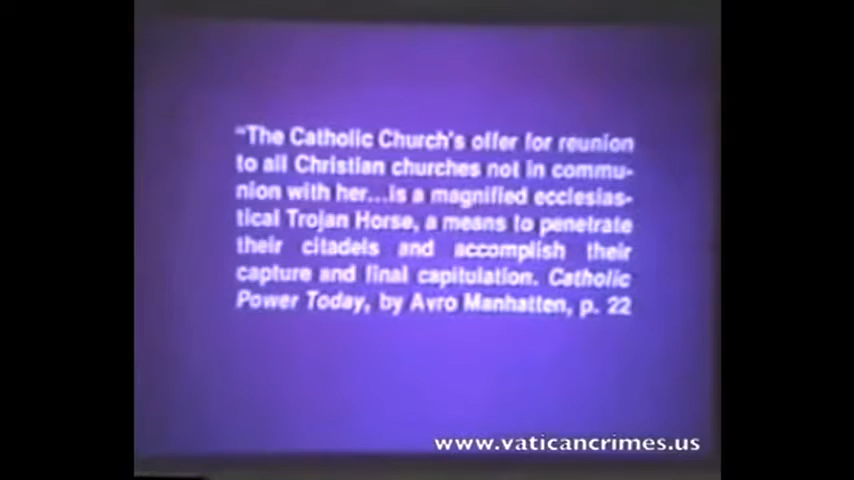 "The Catholic Church's offer for reunion
to all Christian churches not in commu-
nion with her...is a magnified ecclesias-
tical Trojan Horse, a means to penetrate
their citadels and accomplish their
capture and final capitulation. Catholic
Power Today, by Avro Manhatten, p. 22
www.vaticancrimes.us